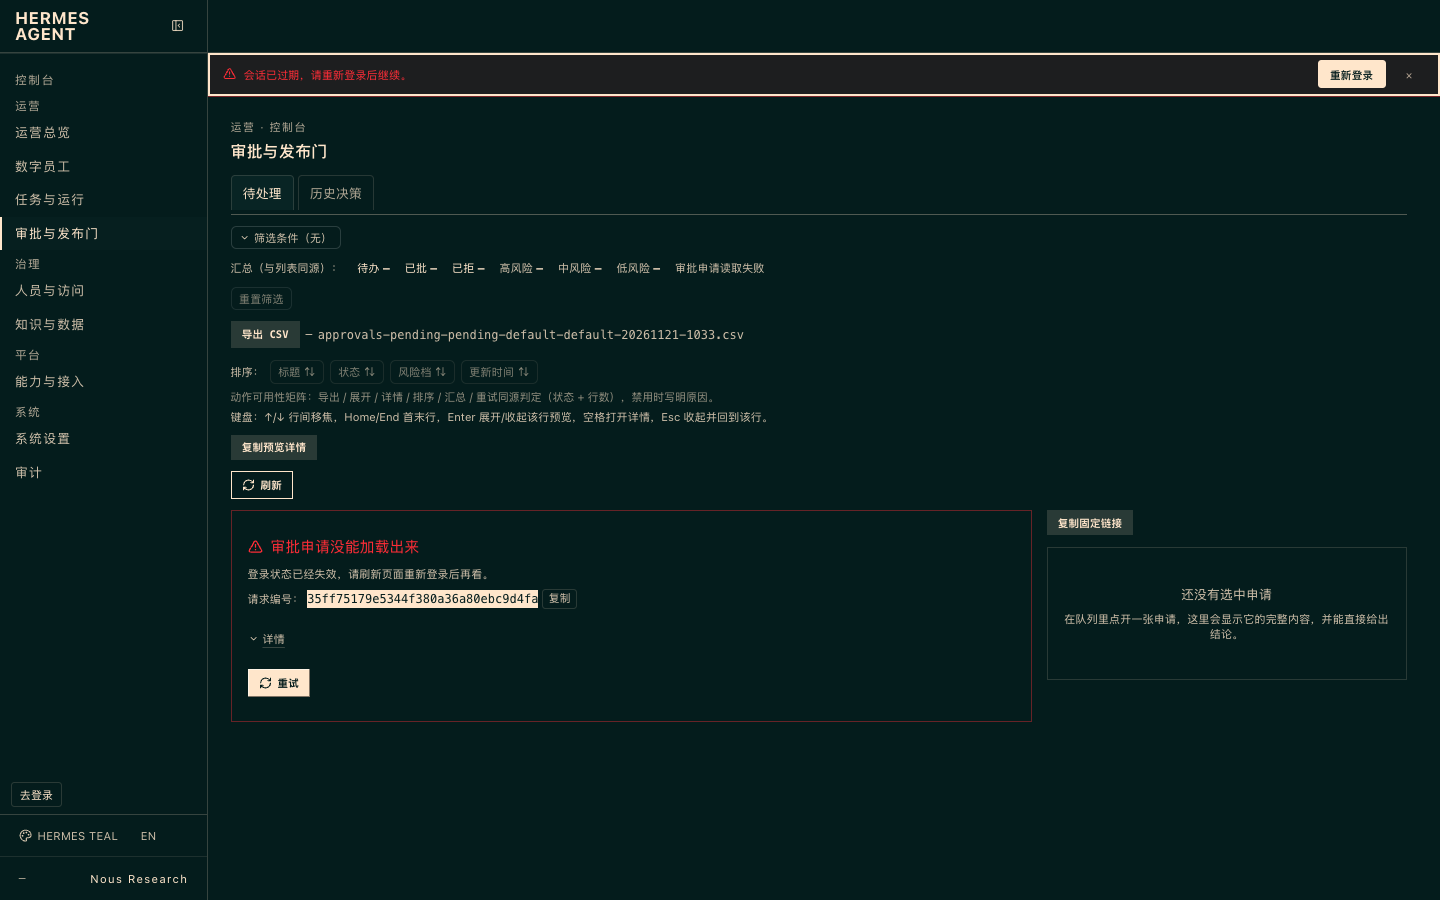 HERMES
AGENT
控制台
运营
运营总览
数字员工
任务与运行
审批与发布门
治理
人员与访问
知识与数据
平台
能力与接入
系统
系统设置
审计
去登录
HERMES TEAL EN
— Nous Research
会话已过期，请重新登录后继续。
重新登录 ×
运营 · 控制台
审批与发布门
待处理 历史决策
筛选条件（无）
汇总（与列表同源）： 待办 — 已批 — 已拒 — 高风险 — 中风险 — 低风险 — 审批申请读取失败
重置筛选
导出 CSV — approvals-pending-pending-default-default-20261121-1033.csv
排序： 标题 ⇅ 状态 ⇅ 风险档 ⇅ 更新时间 ⇅
动作可用性矩阵：导出 / 展开 / 详情 / 排序 / 汇总 / 重试同源判定（状态 + 行数），禁用时写明原因。
键盘：↑/↓ 行间移焦，Home/End 首末行，Enter 展开/收起该行预览，空格打开详情，Esc 收起并回到该行。
复制预览详情
刷新
审批申请没能加载出来
登录状态已经失效，请刷新页面重新登录后再看。
请求编号： 35ff75179e5344f380a36a80ebc9d4fa 复制
详情
重试
复制固定链接
还没有选中申请
在队列里点开一张申请，这里会显示它的完整内容，并能直接给出
结论。